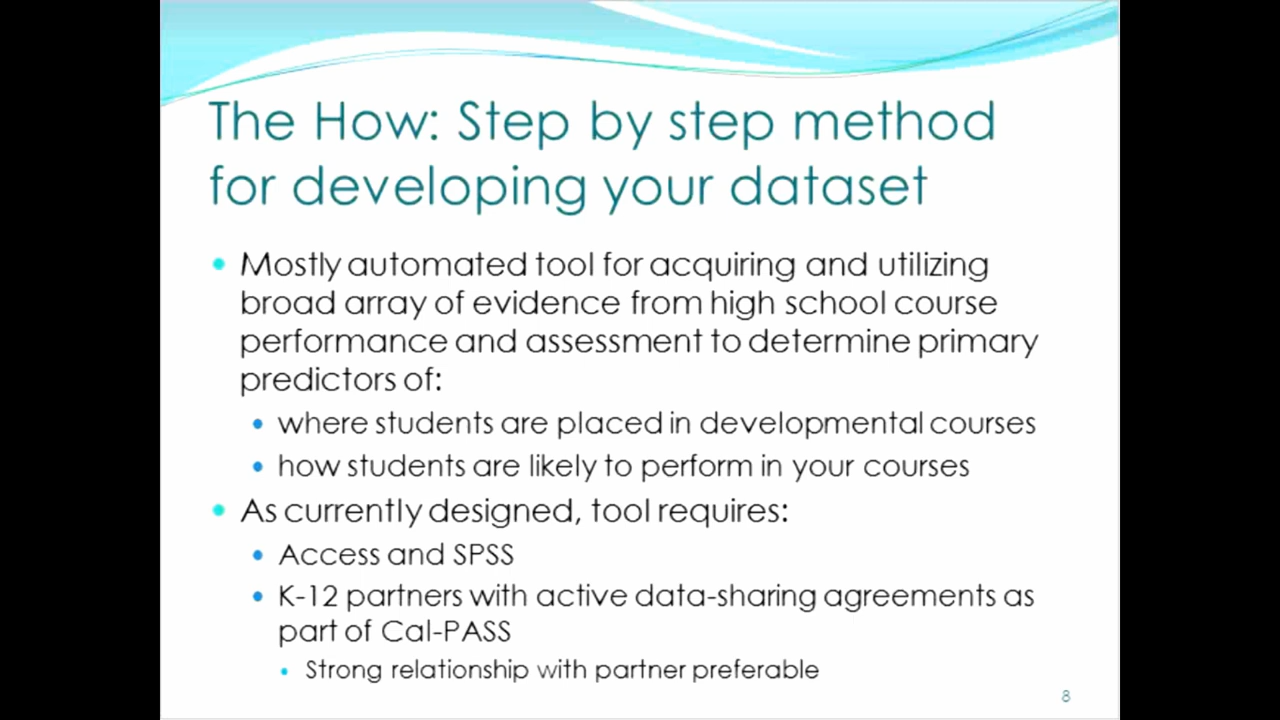 The How: Step by step method
for developing your dataset
• Mostly automated tool for acquiring and utilizing
broad array of evidence from high school course
performance and assessment to determine primary
predictors of:
• where students are placed in developmental courses
• how students are likely to perform in your courses
• As currently designed, tool requires:
• Access and SPSS
• K-12 partners with active data-sharing agreements as
part of Cal-PASS
• Strong relationship with partner preferable
8